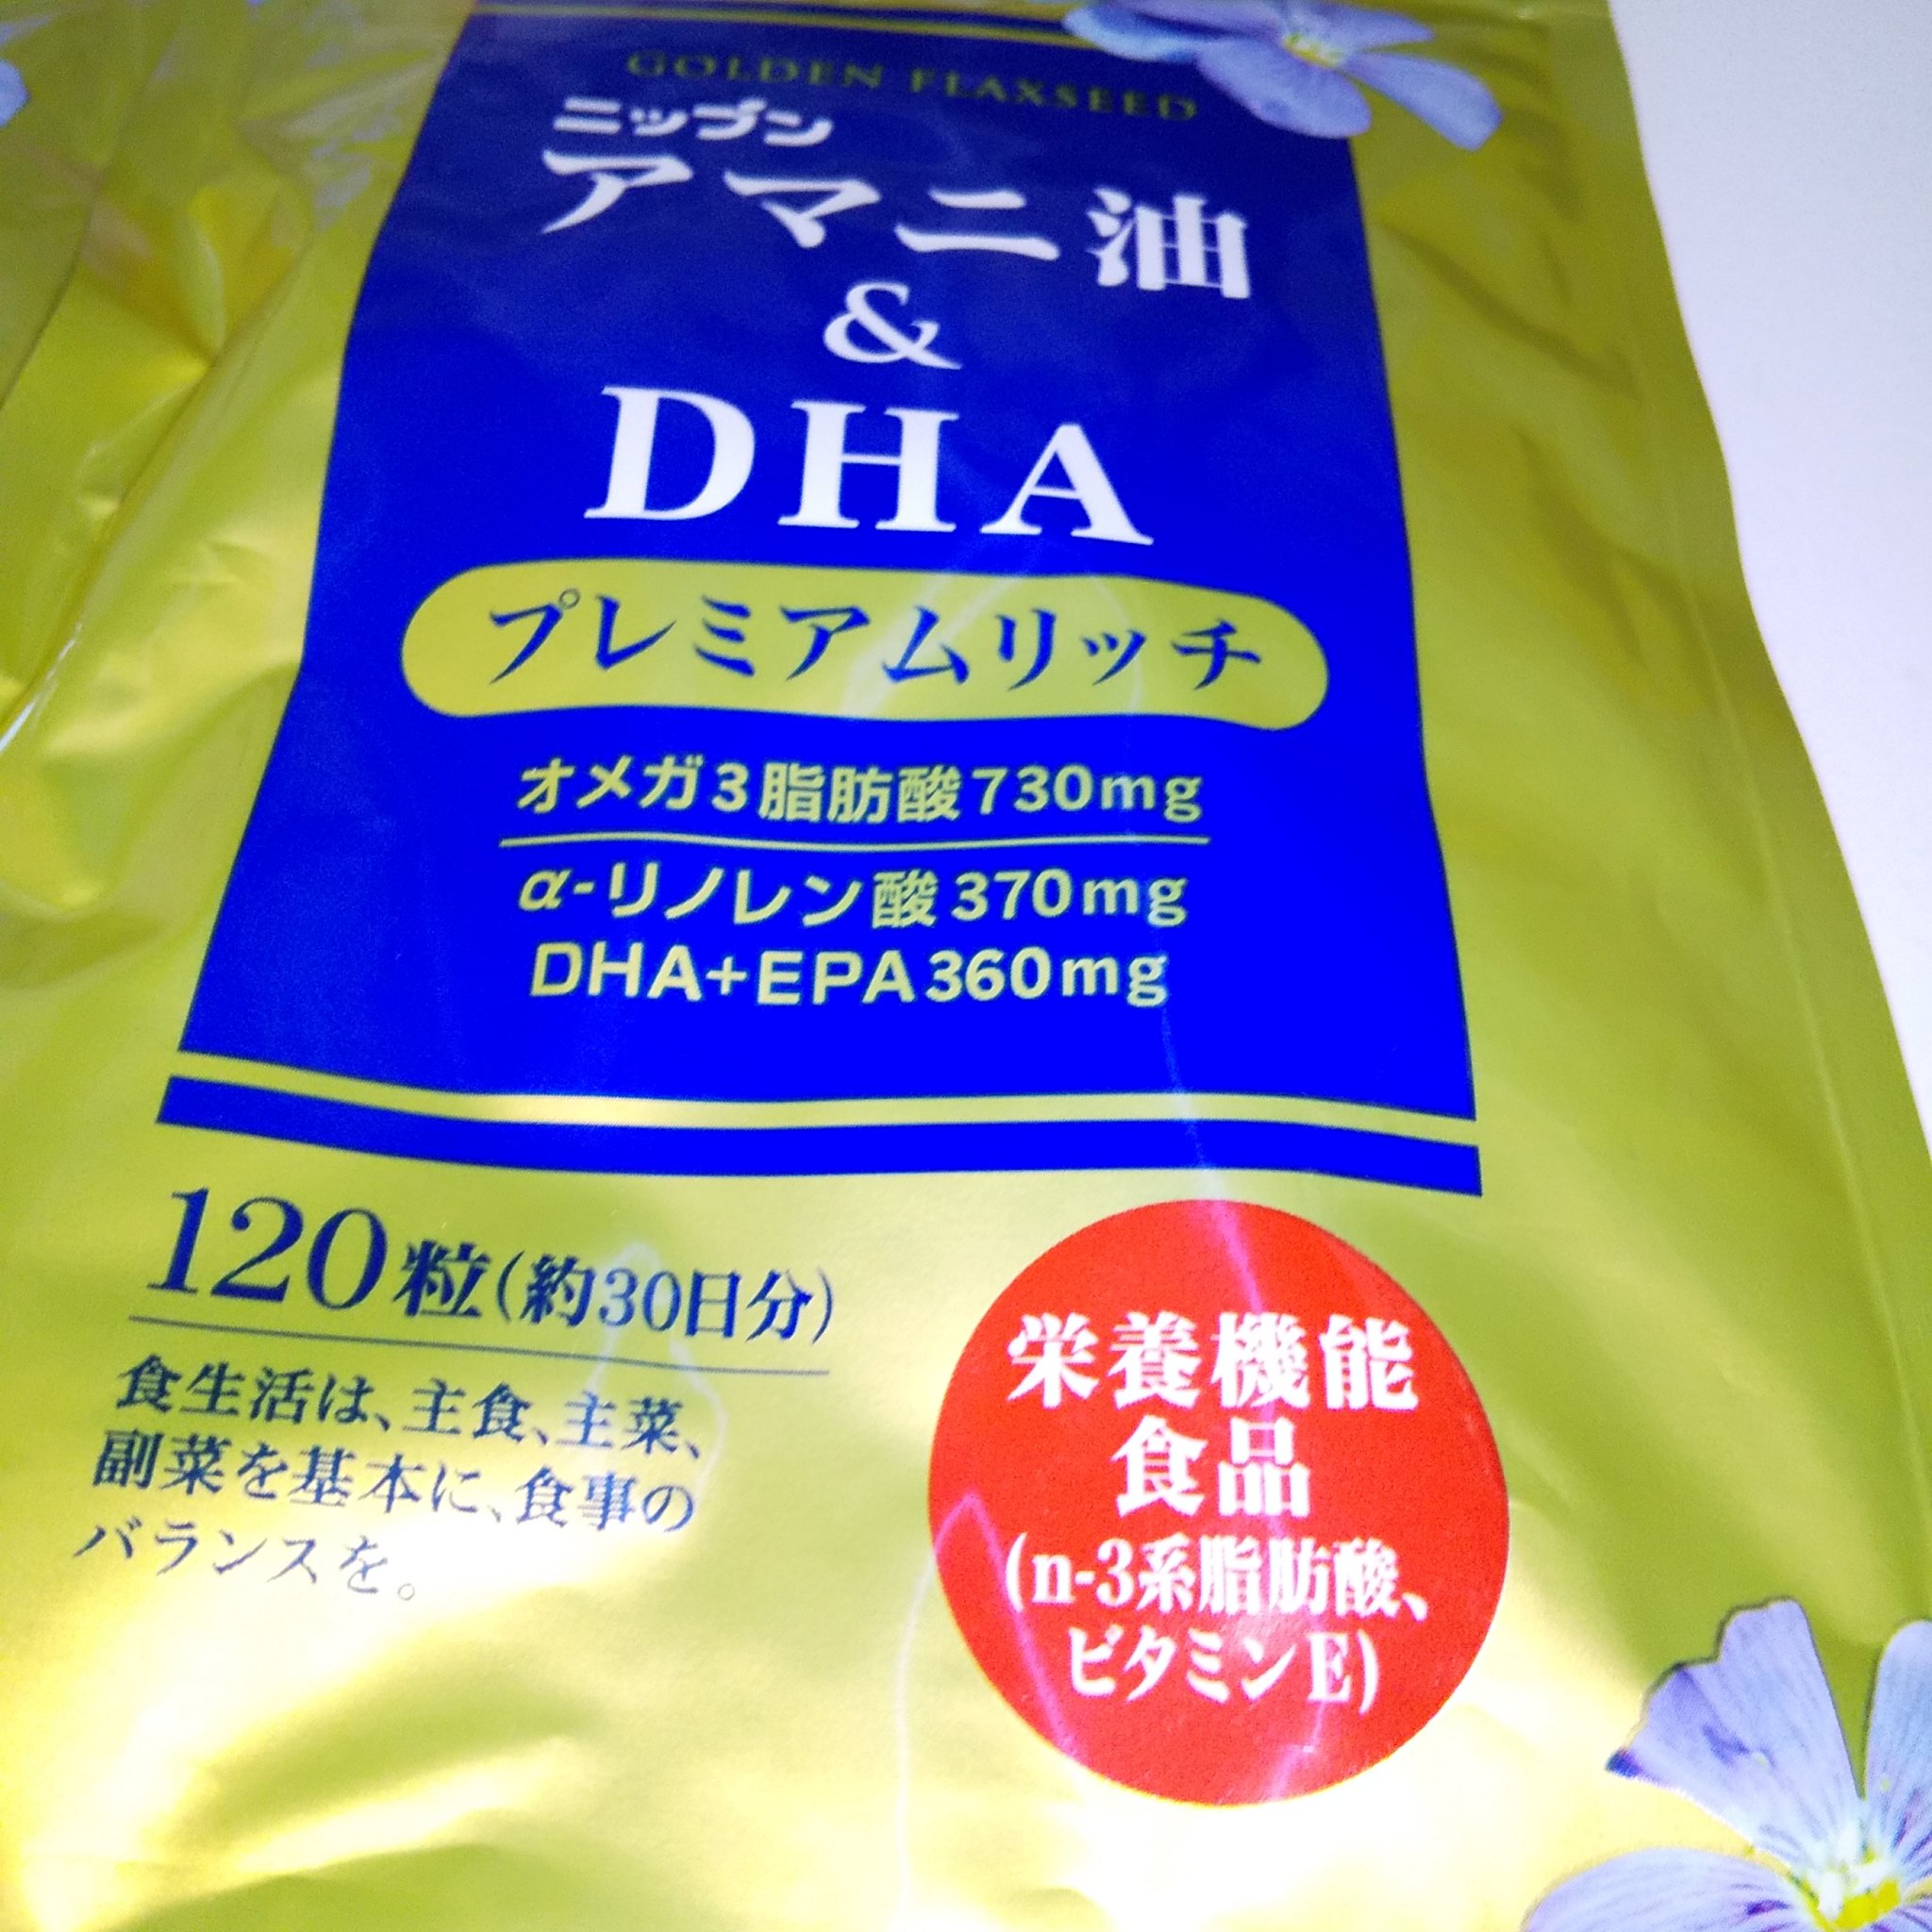 GOLDEN FLAXSEED
ニップン
アマニ油
&
DHA
プレミアムリッチ
オメガ3脂肪酸730mg
α-リノレン酸370mg
DHA+EPA360mg
120粒(約30日分)
食生活は、主食、主菜、
副菜を基本に、食事の
バランスを。
栄養機能
食品
(n-3系脂肪酸、
ビタミンE)